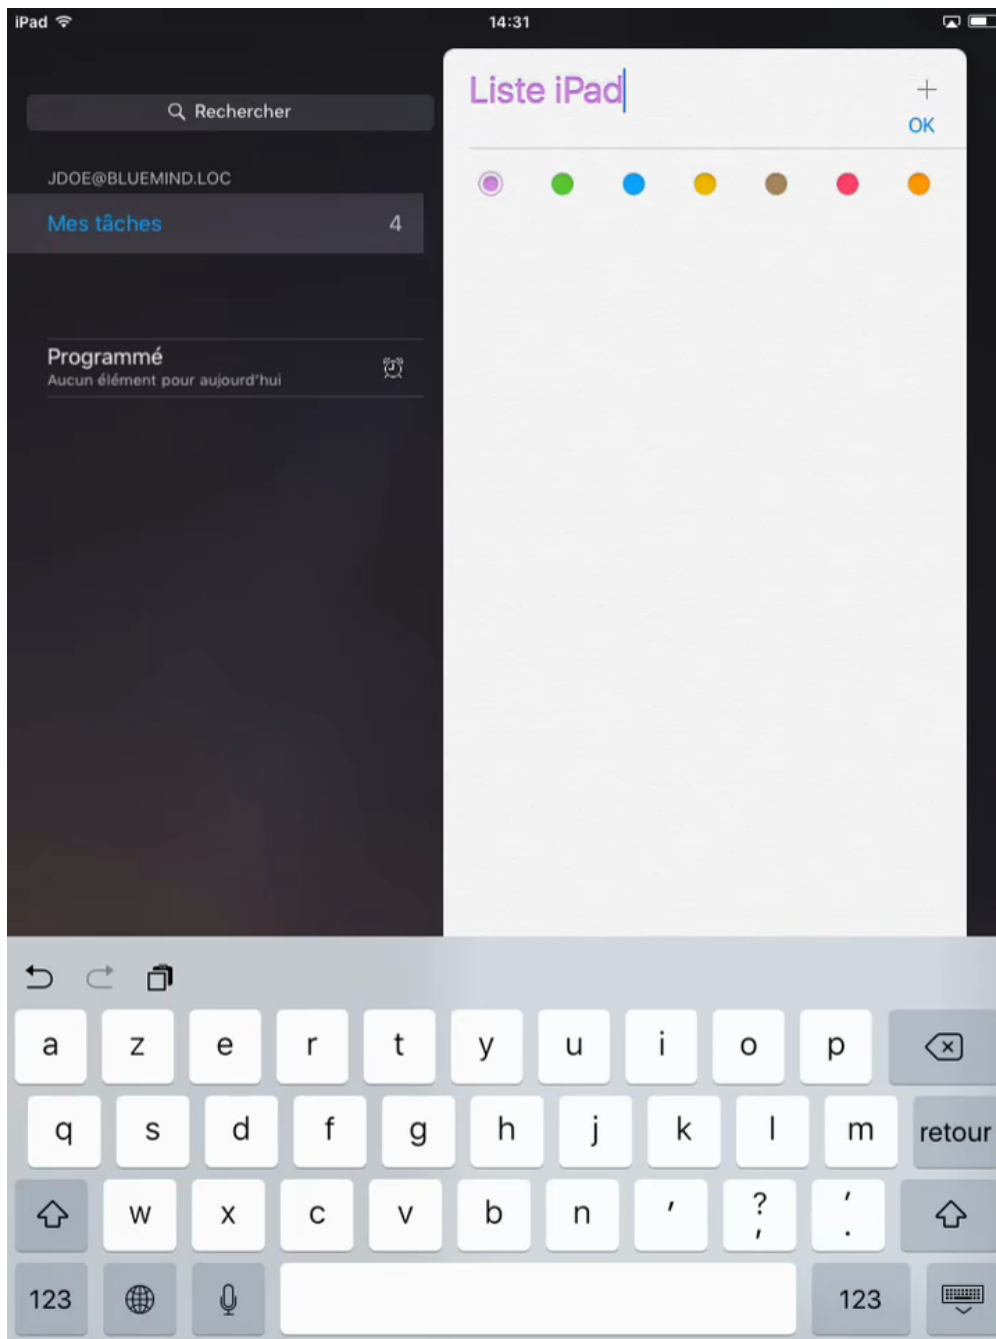 iPad 14:31
Rechercher
JDOE@BLUEMIND.LOC
Mes tâches 4
Programmé
Aucun élément pour aujourd'hui
Liste iPad
OK
a z e r t y u i o p
q s d f g h j k l m retour
w x c v b n ' ? , ' .
123 123